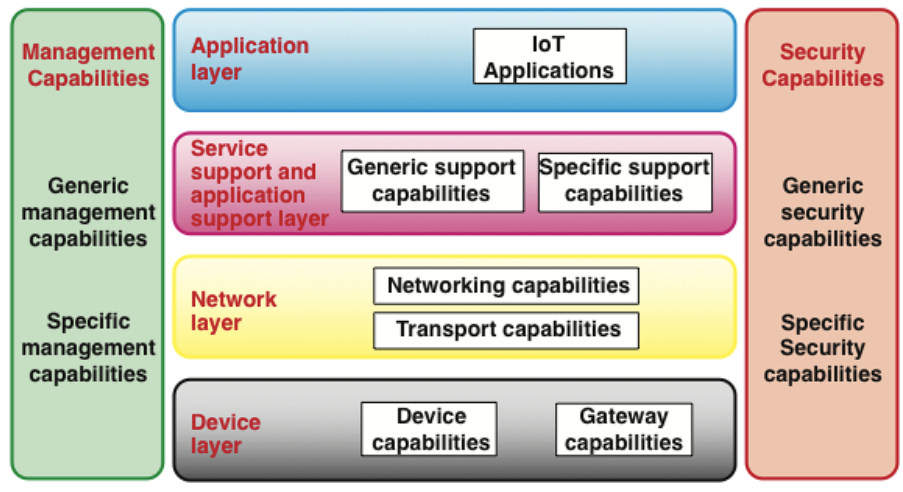 Management
Capabilities
Generic
management
capabilities
Specific
management
capabilities
Application
layer
IoT
Applications
Service
support and
application
support layer
Generic support
capabilities
Specific support
capabilities
Network
layer
Networking capabilities
Transport capabilities
Device
layer
Device
capabilities
Gateway
capabilities
Security
Capabilities
Generic
security
capabilities
Specific
Security
capabilities